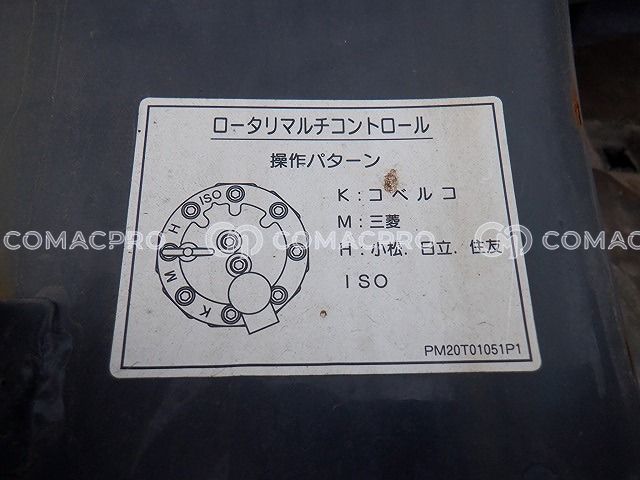 ロータリマルチコントロール
操作パターン
K:コベルコ
M:三菱
H:小松、日立、住友
ISO
ISO
H
M
K
PM20T01051P1
COMACPRO
COMACPRO
COMACPRO
COMACPRO